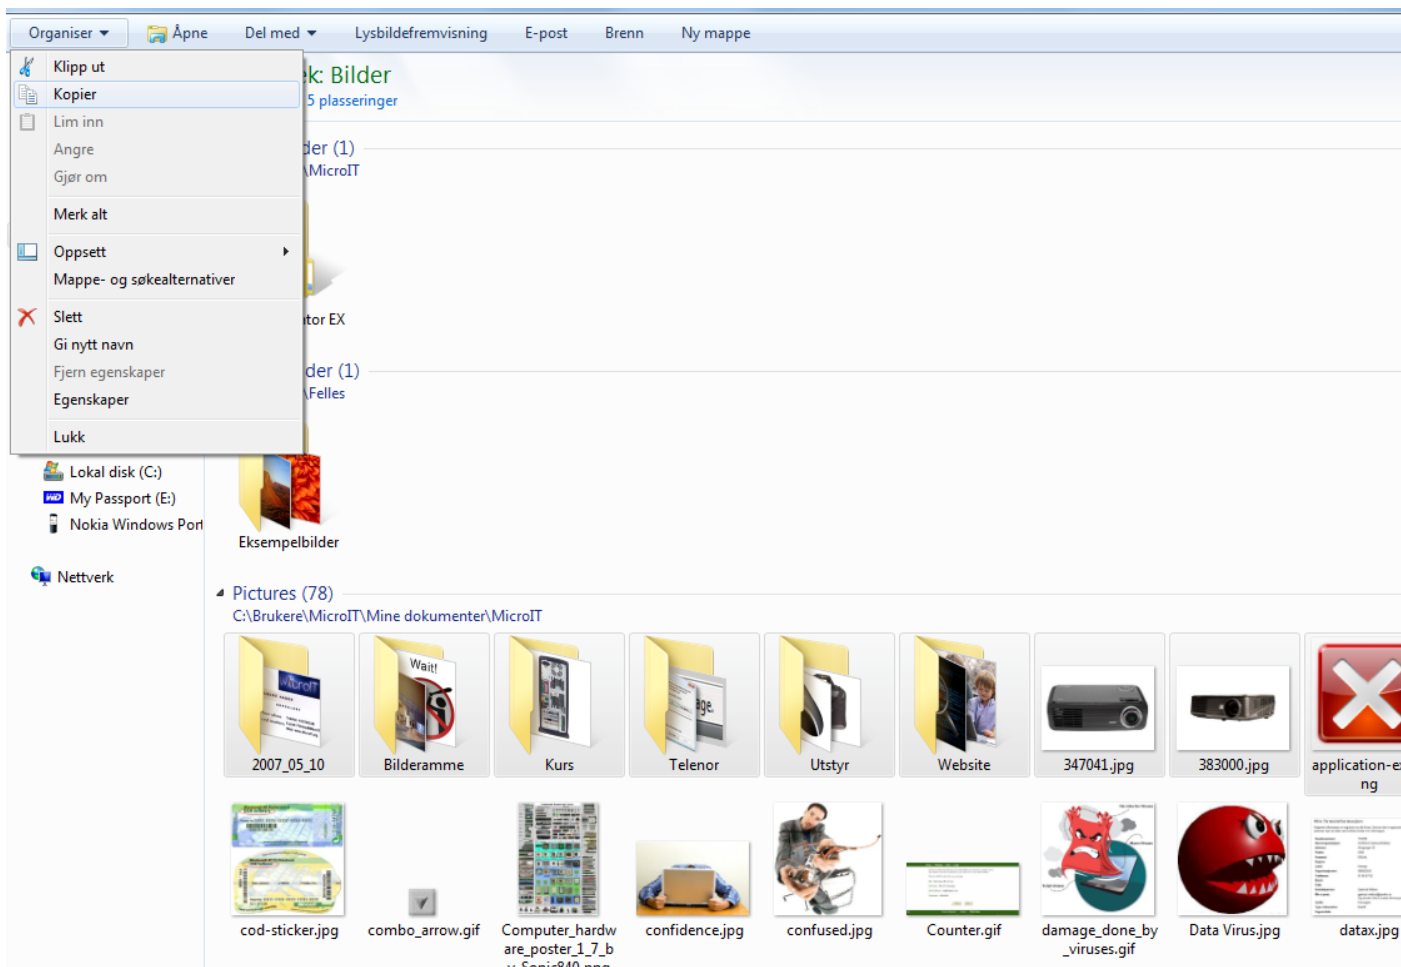 Organiser Åpne Del med Lysbildefremvisning E-post Brenn Ny mappe
Klipp ut
Kopier
Lim inn
Angre
Gjør om
Merk alt
Oppsett
Mappe- og søkealternativer
Slett
Gi nytt navn
Fjern egenskaper
Egenskaper
Lukk
k: Bilder
5 plasseringer
der (1)
\MicroIT
tor EX
der (1)
\Felles
Lokal disk (C:)
My Passport (E:)
Nokia Windows Port
Nettverk
Eksempelbilder
Pictures (78)
C:\Brukere\MicroIT\Mine dokumenter\MicroIT
Wait!
MicroIT
age.
2007_05_10 Bilderamme Kurs Telenor Utstyr Website 347041.jpg 383000.jpg application-e
ng
cod-sticker.jpg combo_arrow.gif Computer_hardw confidence.jpg confused.jpg Counter.gif damage_done_by Data Virus.jpg datax.jpg
are_poster_1_7_b _viruses.gif